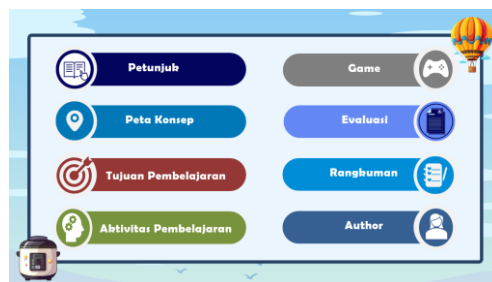 Petunjuk
Peta Konsep
Tujuan Pembelajaran
Aktivitas Pembelajaran
Game
Evaluasi
Rangkuman
Author